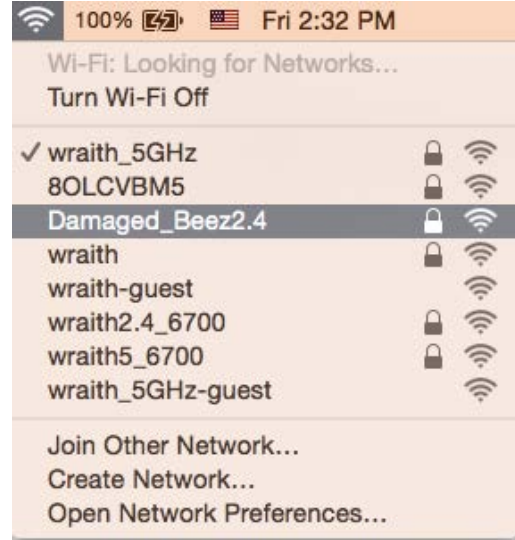 100% Fri 2:32 PM
Wi-Fi: Looking for Networks...
Turn Wi-Fi Off
wraith_5GHz
8OLCVBM5
Damaged_Beez2.4
wraith
wraith-guest
wraith2.4_6700
wraith5_6700
wraith_5GHz-guest
Join Other Network...
Create Network...
Open Network Preferences...